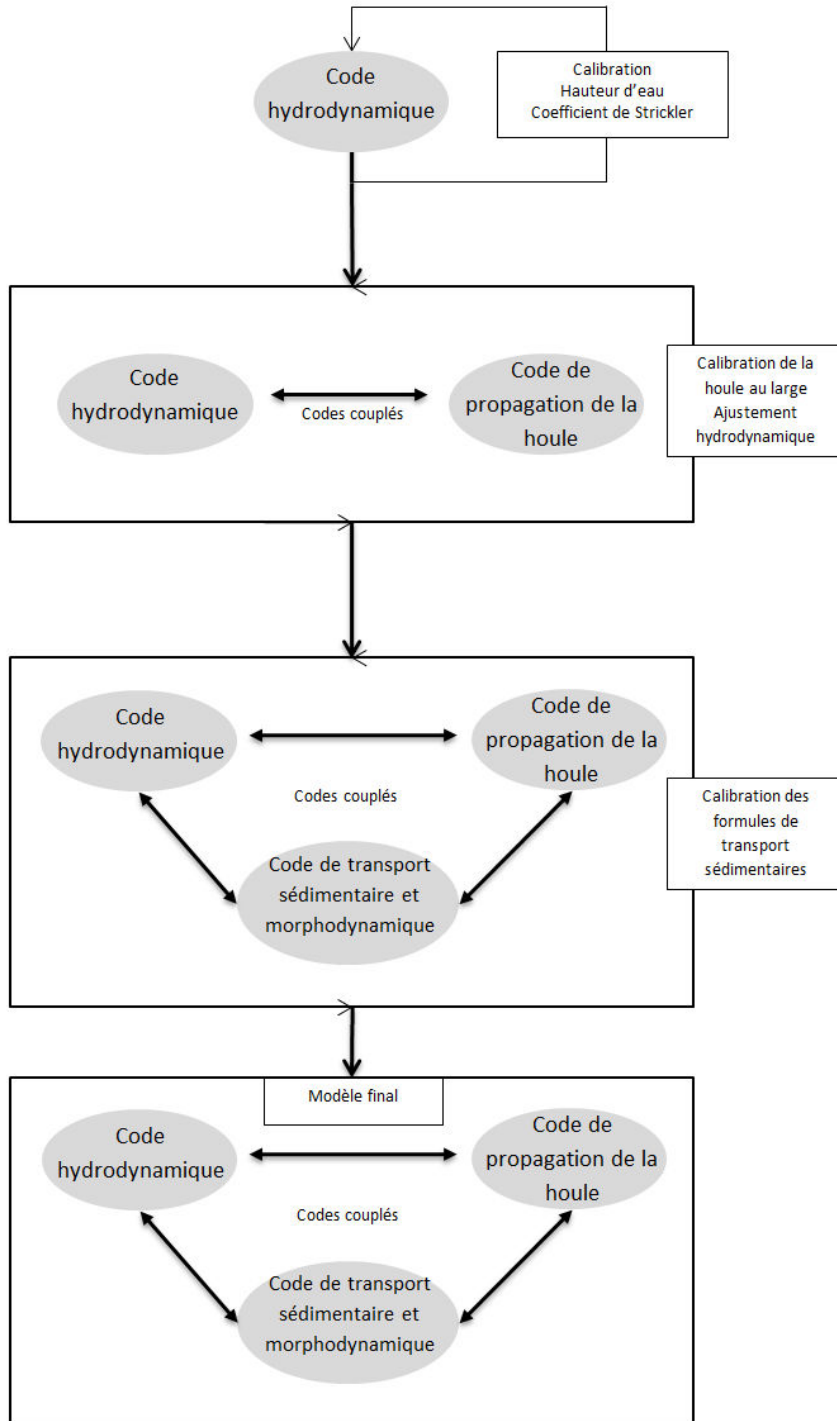 Code
hydrodynamique
Calibration
Hauteur d'eau
Coefficient de Strickler
Code
hydrodynamique
Codes couplés
Code de
propagation de la
houle
Calibration de la
houle au large
Ajustement
hydrodynamique
Code
hydrodynamique
Code de
propagation de la
houle
Codes couplés
Code de transport
sédimentaire et
morphodynamique
Calibration des
formules de
transport
sédimentaires
Modèle final
Code
hydrodynamique
Code de
propagation de la
houle
Codes couplés
Code de transport
sédimentaire et
morphodynamique